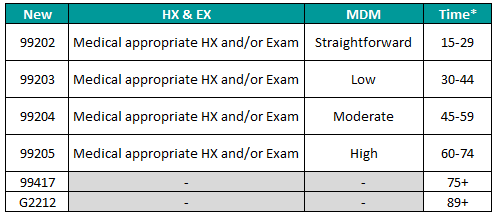 New HX & EX MDM Time*
99202 Medical appropriate HX and/or Exam Straightforward 15-29
99203 Medical appropriate HX and/or Exam Low 30-44
99204 Medical appropriate HX and/or Exam Moderate 45-59
99205 Medical appropriate HX and/or Exam High 60-74
99417 - - 75+
G2212 - - 89+